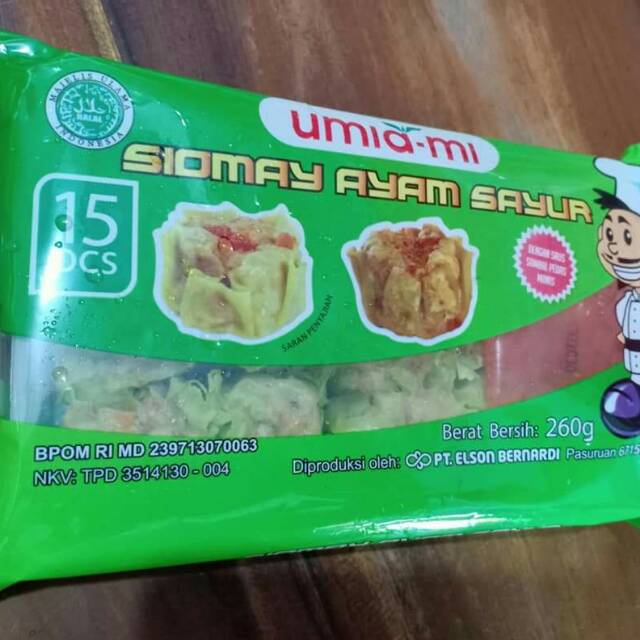 MAJELIS ULAMA
INDONESIA
HALAL
umia-mi
SIOMAY AYAM SAYUR
15
PCS
DENGAN SAUS
SAMBAL PEDAS
MANIS
SARAN PENYAJIAN
BPOM RI MD 239713070063
NKV: TPD 3514130 - 004
Berat Bersih: 260g
Diproduksi oleh: PT. ELSON BERNARDI Pasuruan 6715